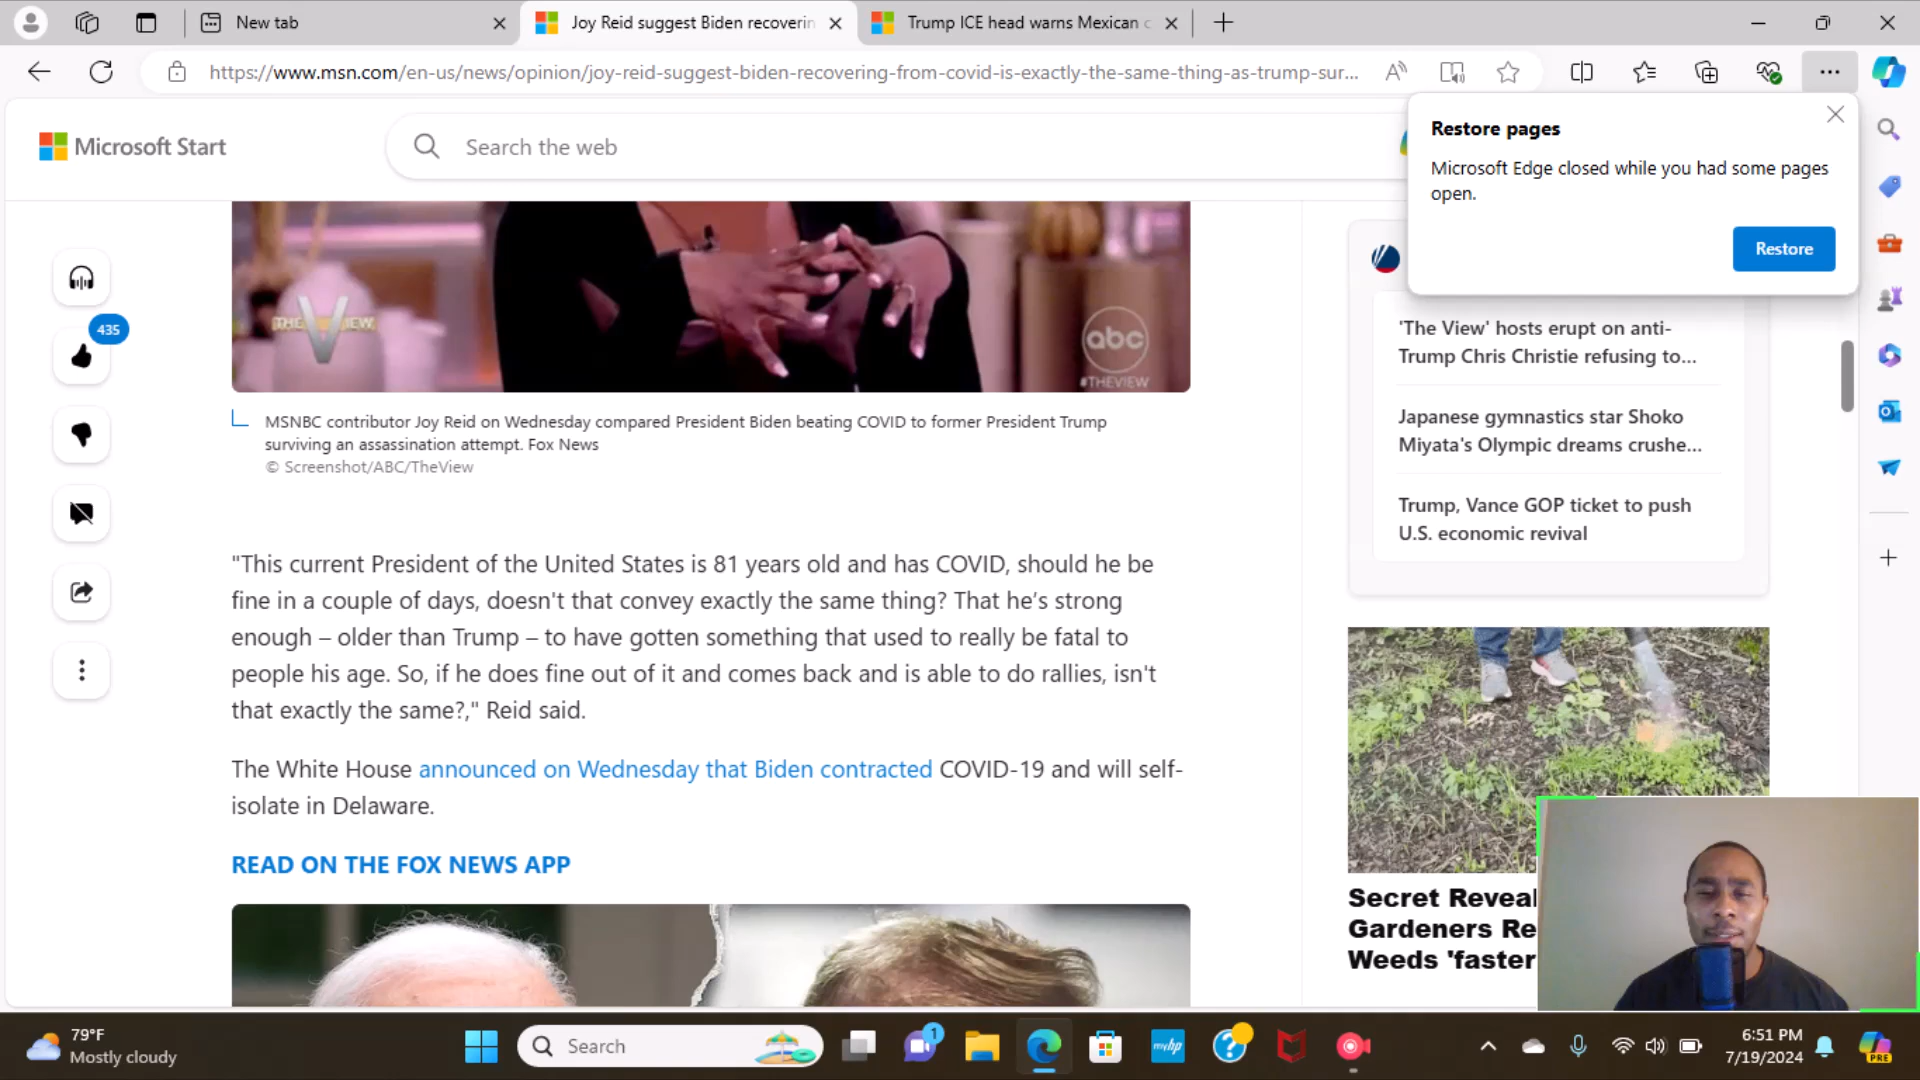 New tab
Joy Reid suggest Biden recoverin
Trump ICE head warns Mexican c
https://www.msn.com/en-us/news/opinion/joy-reid-suggest-biden-recovering-from-covid-is-exactly-the-same-thing-as-trump-sur...
Microsoft Start
Search the web
Restore pages
Microsoft Edge closed while you had some pages
open.
Restore
435
THE VIEW
abc
#THEVIEW
MSNBC contributor Joy Reid on Wednesday compared President Biden beating COVID to former President Trump
surviving an assassination attempt. Fox News
© Screenshot/ABC/TheView
"This current President of the United States is 81 years old and has COVID, should he be
fine in a couple of days, doesn't that convey exactly the same thing? That he’s strong
enough – older than Trump – to have gotten something that used to really be fatal to
people his age. So, if he does fine out of it and comes back and is able to do rallies, isn't
that exactly the same?," Reid said.
The White House announced on Wednesday that Biden contracted COVID-19 and will self-
isolate in Delaware.
READ ON THE FOX NEWS APP
'The View' hosts erupt on anti-
Trump Chris Christie refusing to...
Japanese gymnastics star Shoko
Miyata's Olympic dreams crushe...
Trump, Vance GOP ticket to push
U.S. economic revival
Secret Reveal
Gardeners Re
Weeds 'faster
79°F
Mostly cloudy
Search
1
myhp
6:51 PM
7/19/2024
PRE